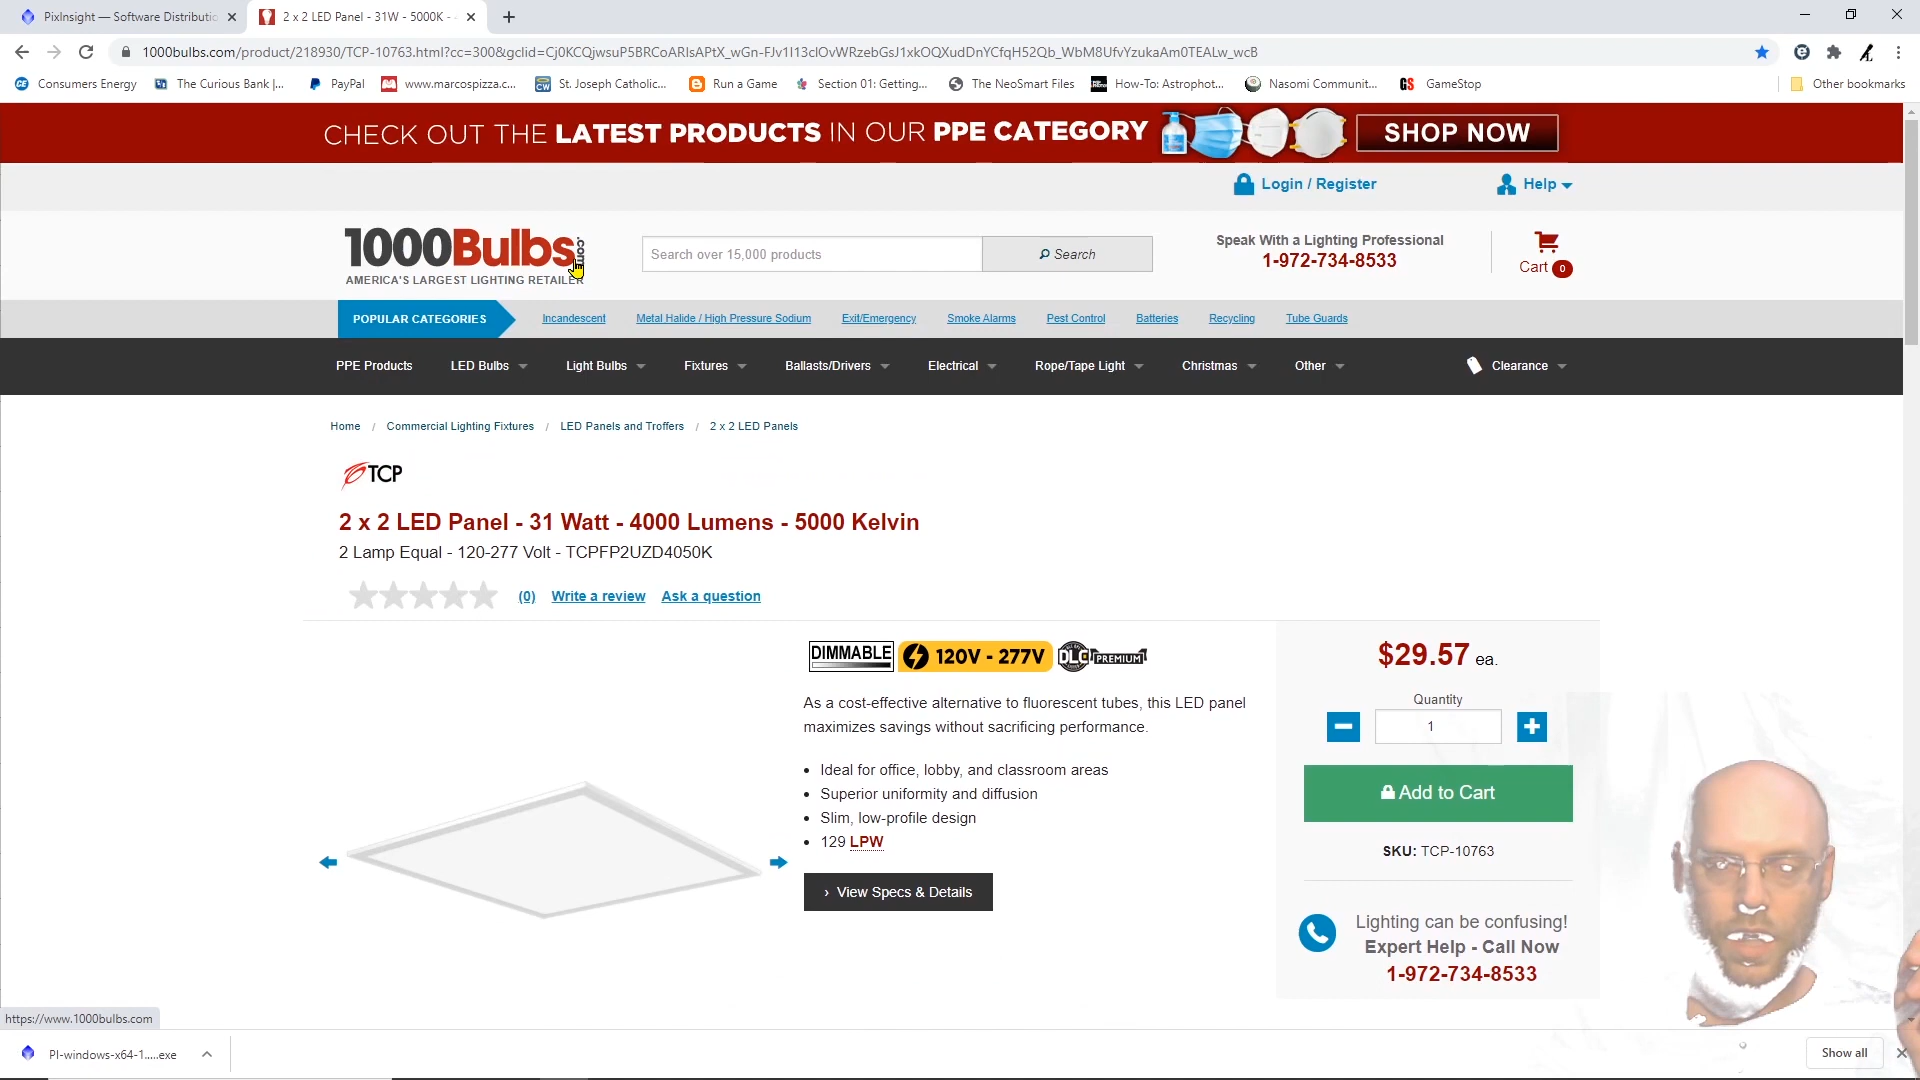 PixInsight — Software Distributio
2 x 2 LED Panel - 31W - 5000K -
1000bulbs.com/product/218930/TCP-10763.html?cc=300&gclid=Cj0KCQjwsuP5BRCoARIsAPtX_wGn-FJv1I13clOvWRzebGsJ1xkOQXudDnYCfqH52Qb_WbM8UfvYzukaAm0TEALw_wcB
Consumers Energy
The Curious Bank |...
PayPal
www.marcospizza.c...
St. Joseph Catholic...
Run a Game
Section 01: Getting...
The NeoSmart Files
How-To: Astrophot...
Nasomi Communit...
GameStop
Other bookmarks
CHECK OUT THE LATEST PRODUCTS IN OUR PPE CATEGORY
SHOP NOW
Login / Register
Help
1000Bulbs.com
AMERICA'S LARGEST LIGHTING RETAILER
Search over 15,000 products
Search
Speak With a Lighting Professional
1-972-734-8533
Cart 0
POPULAR CATEGORIES
Incandescent
Metal Halide / High Pressure Sodium
Exit/Emergency
Smoke Alarms
Pest Control
Batteries
Recycling
Tube Guards
PPE Products
LED Bulbs
Light Bulbs
Fixtures
Ballasts/Drivers
Electrical
Rope/Tape Light
Christmas
Other
Clearance
Home / Commercial Lighting Fixtures / LED Panels and Troffers / 2 x 2 LED Panels
TCP
2 x 2 LED Panel - 31 Watt - 4000 Lumens - 5000 Kelvin
2 Lamp Equal - 120-277 Volt - TCPFP2UZD4050K
(0) Write a review Ask a question
DIMMABLE
120V - 277V
DLC PREMIUM
As a cost-effective alternative to fluorescent tubes, this LED panel
maximizes savings without sacrificing performance.
• Ideal for office, lobby, and classroom areas
• Superior uniformity and diffusion
• Slim, low-profile design
• 129 LPW
› View Specs & Details
$29.57 ea.
Quantity
1
Add to Cart
SKU: TCP-10763
Lighting can be confusing!
Expert Help - Call Now
1-972-734-8533
https://www.1000bulbs.com
PI-windows-x64-1.....exe
Show all